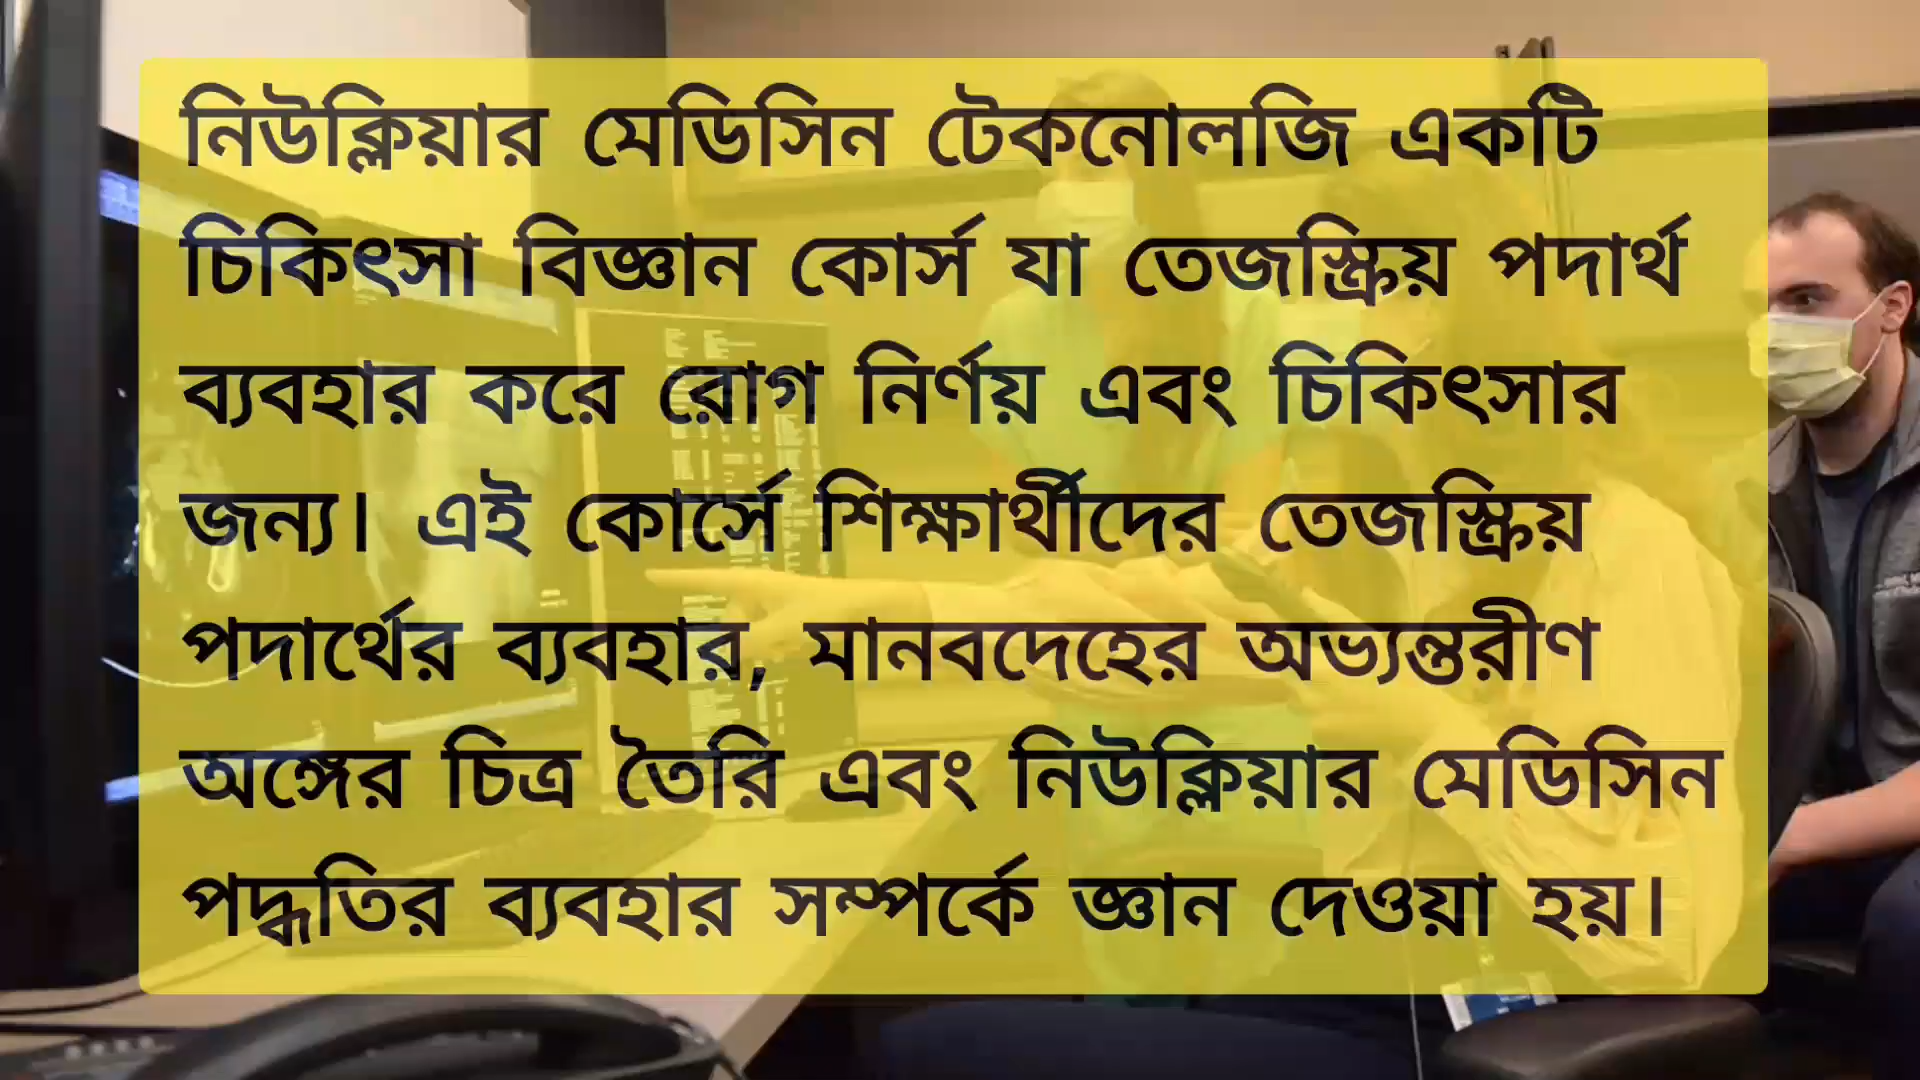 নিউক্লিয়ার মেডিসিন টেকনোলজি একটি
চিকিৎসা বিজ্ঞান কোর্স যা তেজস্ক্রিয় পদার্থ
ব্যবহার করে রোগ নির্ণয় এবং চিকিৎসার
জন্য। এই কোর্সে শিক্ষার্থীদের তেজস্ক্রিয়
পদার্থের ব্যবহার, মানবদেহের অভ্যন্তরীণ
অঙ্গের চিত্র তৈরি এবং নিউক্লিয়ার মেডিসিন
পদ্ধতির ব্যবহার সম্পর্কে জ্ঞান দেওয়া হয়।